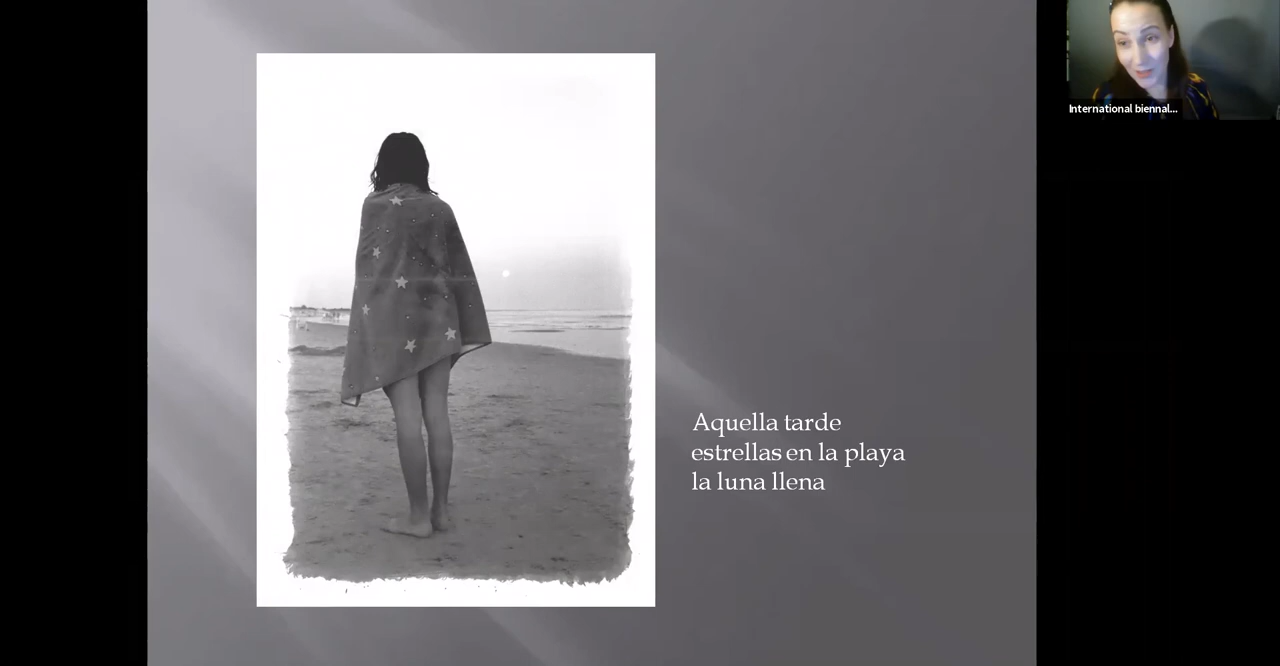 Aquella tarde
estrellas en la playa
la luna llena
International biennal...